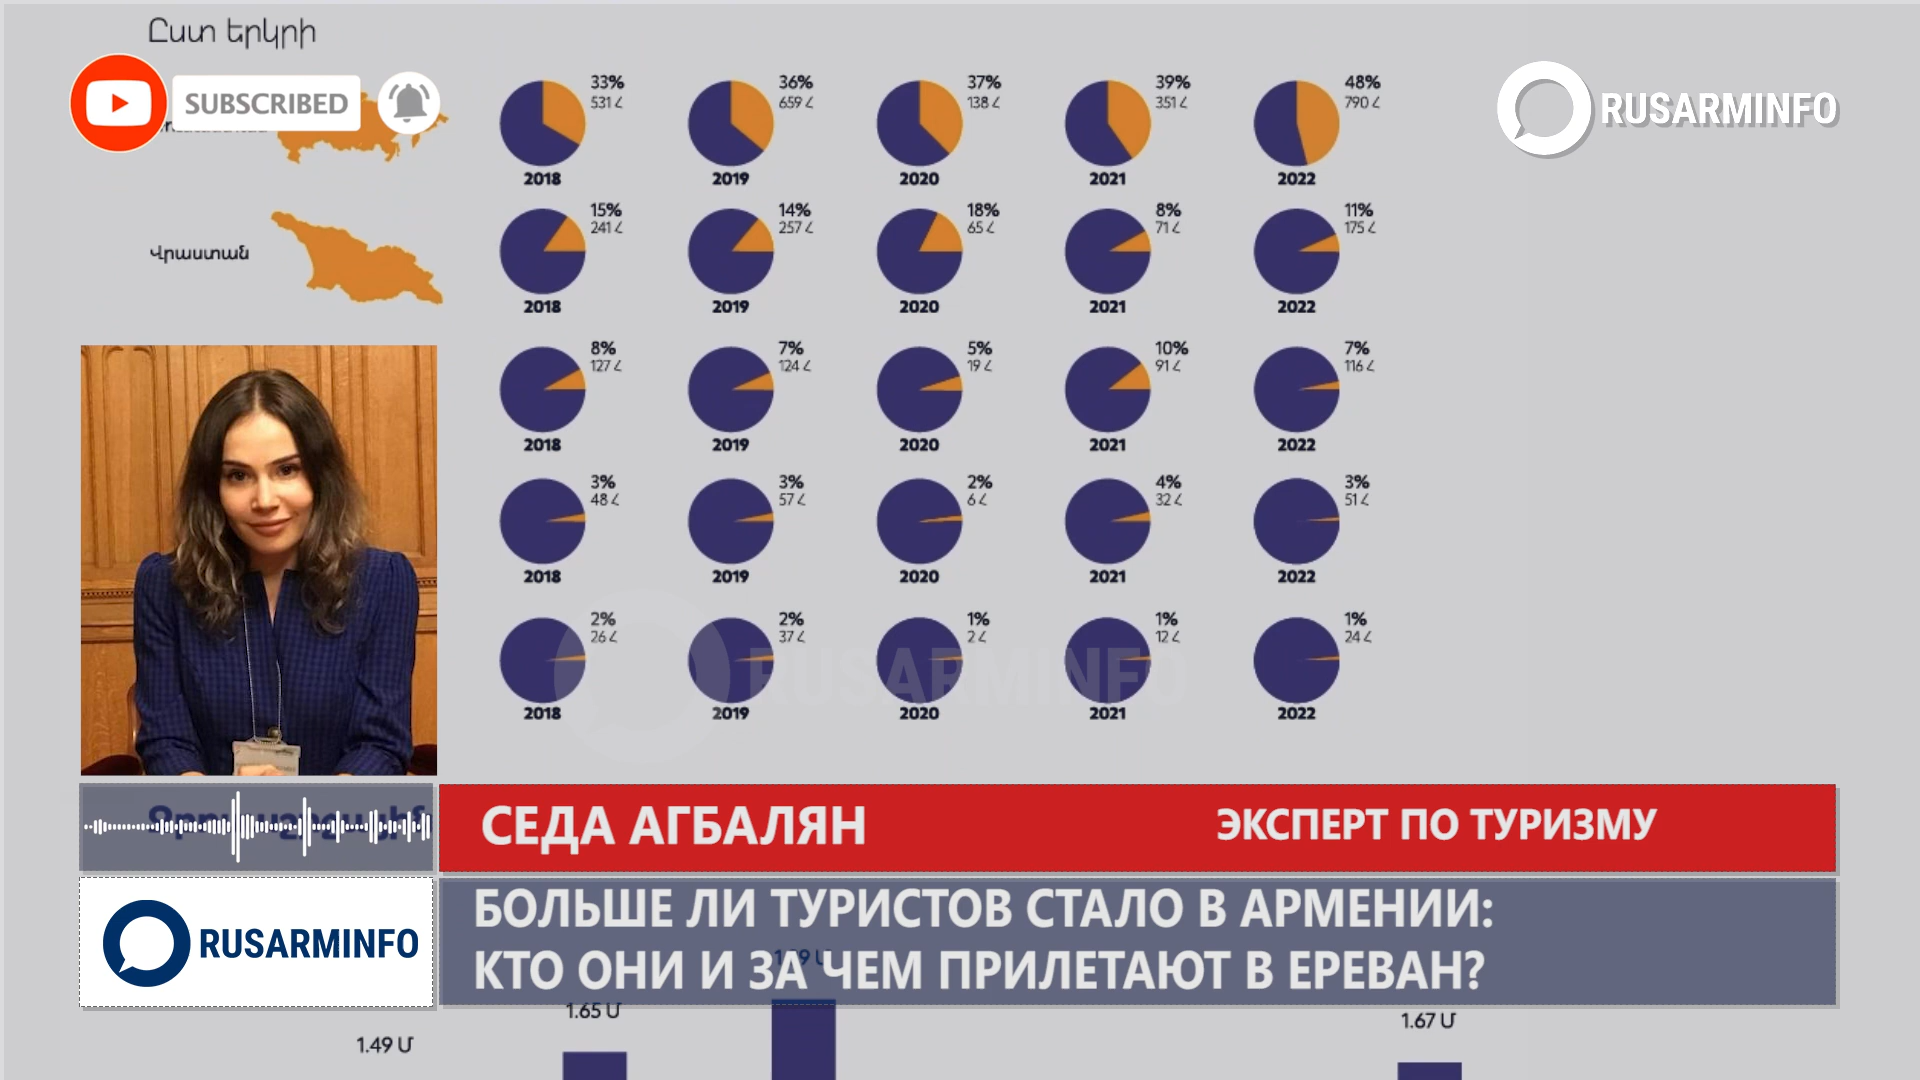 Ըստ երկրի
SUBSCRIBED
RUSARMINFO
33% 36% 37% 39% 48%
531 Հ 659 Հ 138 Հ 351 Հ 790 Հ
2018 2019 2020 2021 2022
Վրաստան
15% 14% 18% 8% 11%
241 Հ 257 Հ 65 Հ 71 Հ 175 Հ
2018 2019 2020 2021 2022
8% 7% 5% 10% 7%
127 Հ 124 Հ 19 Հ 91 Հ 116 Հ
2018 2019 2020 2021 2022
3% 3% 2% 4% 3%
48 Հ 57 Հ 6 Հ 32 Հ 51 Հ
2018 2019 2020 2021 2022
2% 2% 1% 1% 1%
26 Հ 37 Հ 2 Հ 12 Հ 24 Հ
RUSARMINFO
2018 2019 2020 2021 2022
СЕДА АГБАЛЯН ЭКСПЕРТ ПО ТУРИЗМУ
RUSARMINFO
БОЛЬШЕ ЛИ ТУРИСТОВ СТАЛО В АРМЕНИИ:
КТО ОНИ И ЗА ЧЕМ ПРИЛЕТАЮТ В ЕРЕВАН?
1.49 Մ 1.65 Մ 1.67 Մ